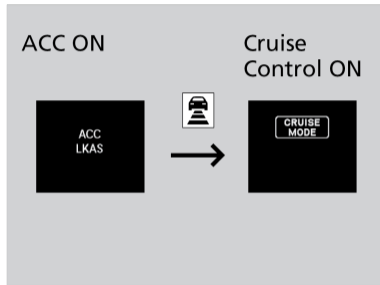 ACC ON
Cruise
Control ON
ACC
LKAS
CRUISE
MODE